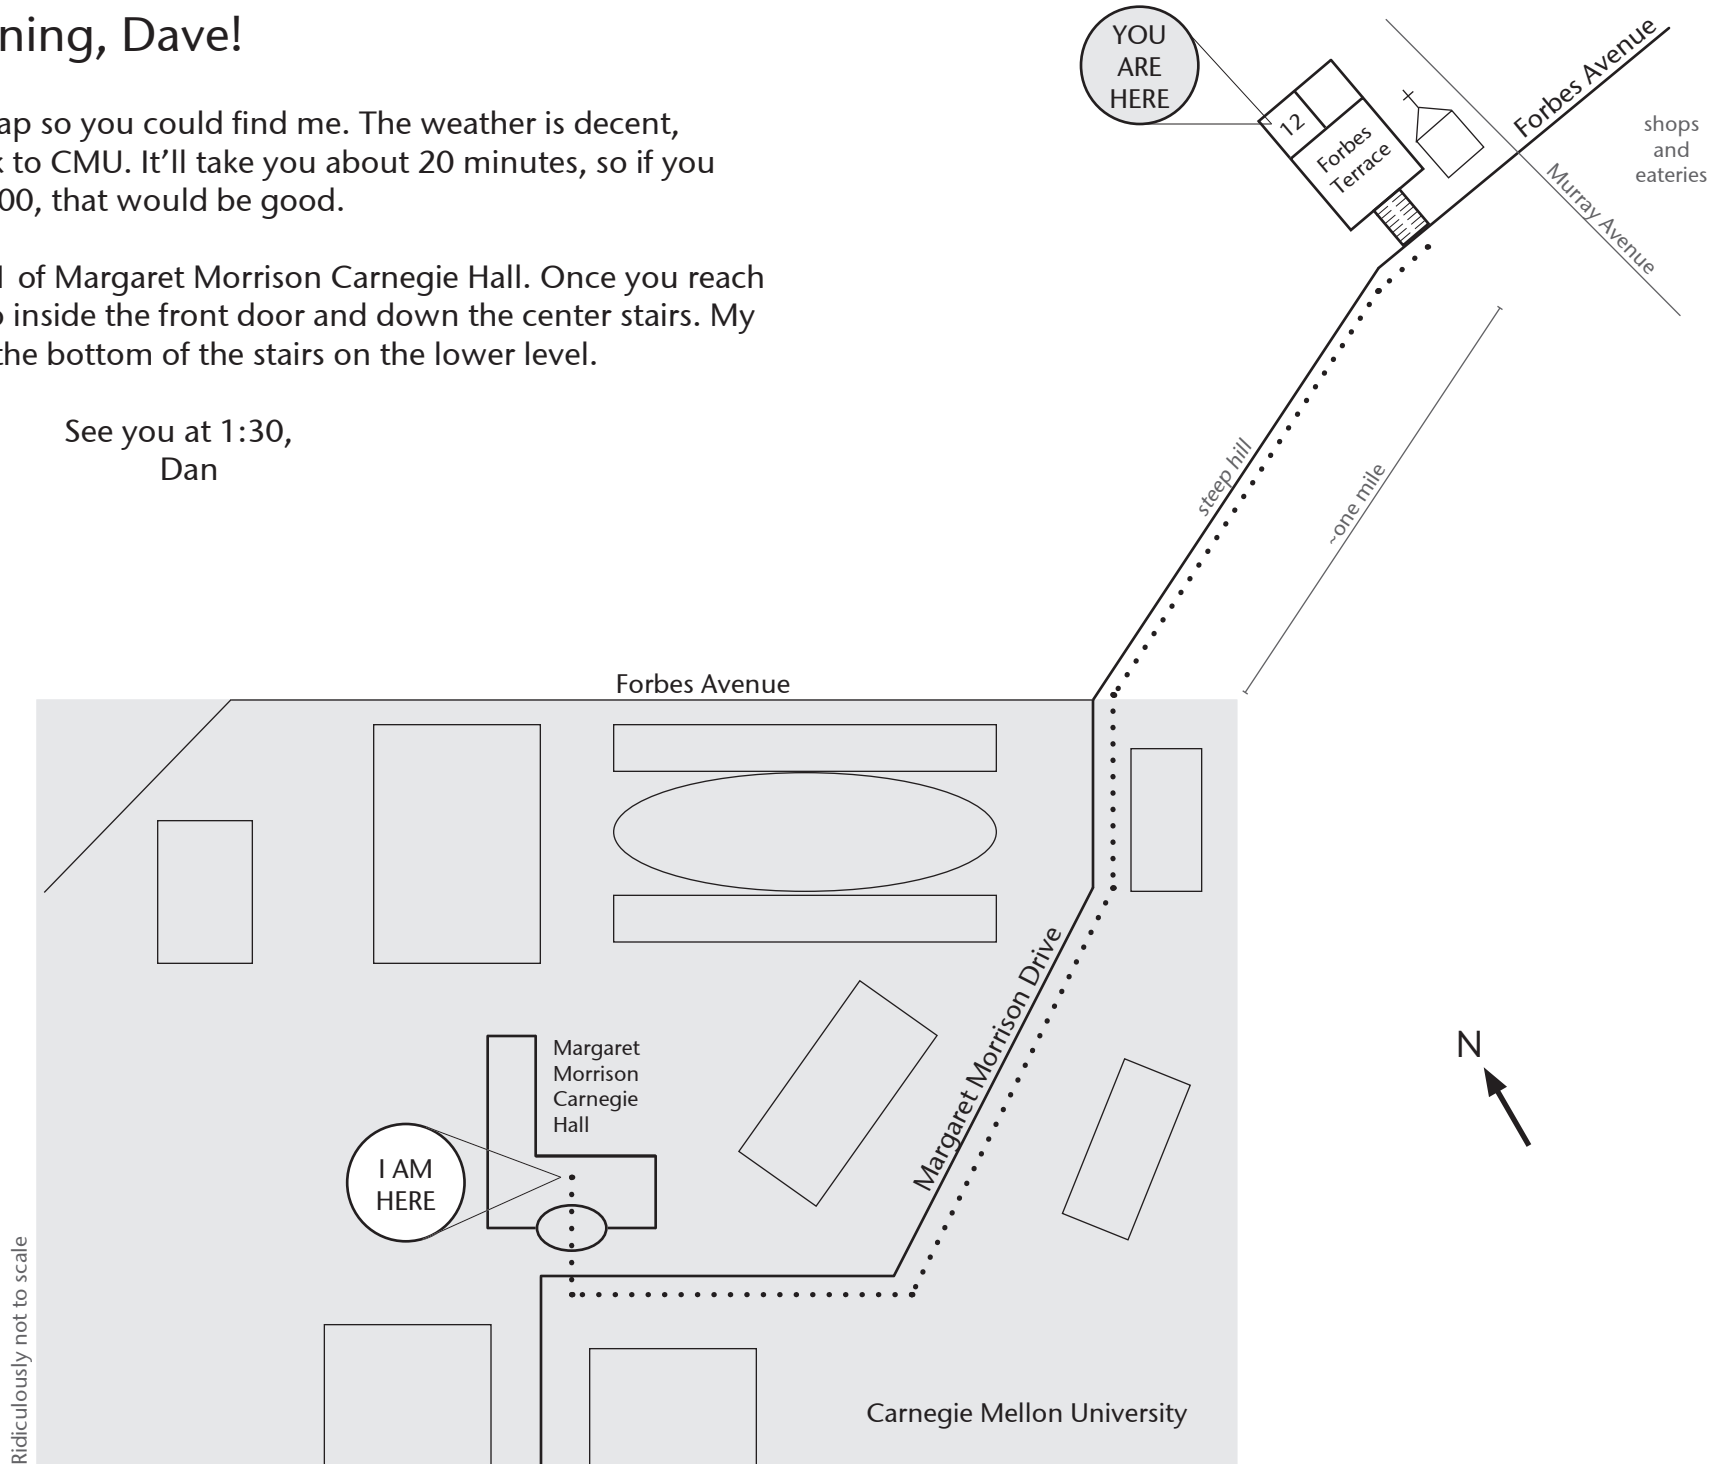 ning, Dave!
ap so you could find me. The weather is decent,
to CMU. It’ll take you about 20 minutes, so if you
00, that would be good.
of Margaret Morrison Carnegie Hall. Once you reach
inside the front door and down the center stairs. My
the bottom of the stairs on the lower level.
See you at 1:30,
Dan
YOU
ARE
HERE
12
Forbes
Terrace
Forbes Avenue
shops
and
eateries
Murray Avenue
steep hill
~one mile
Forbes Avenue
Margaret Morrison Drive
N
Margaret
Morrison
Carnegie
Hall
I AM
HERE
Ridiculously not to scale
Carnegie Mellon University